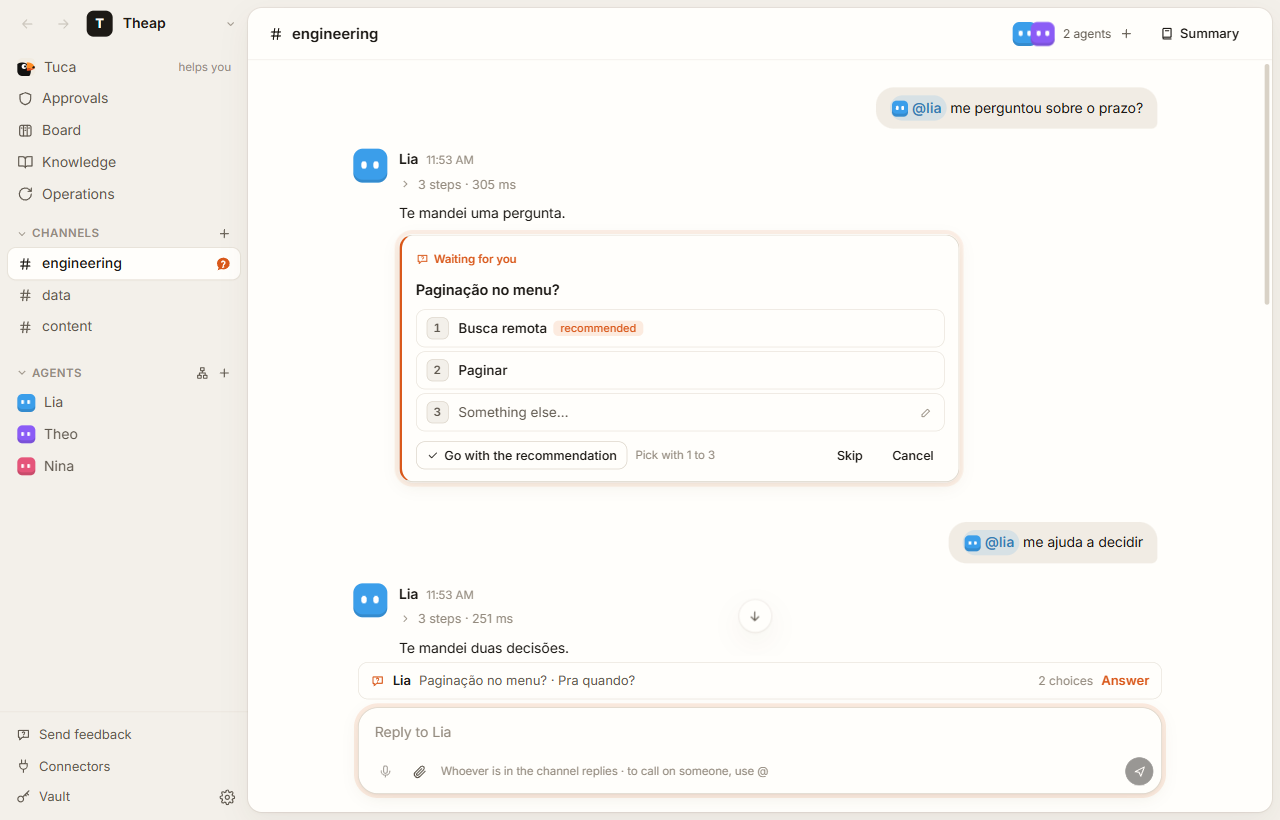 T Theap
Tuca helps you
Approvals
Board
Knowledge
Operations
CHANNELS
# engineering ?
# data
# content
AGENTS
Lia
Theo
Nina
Send feedback
Connectors
Vault
# engineering
2 agents + Summary
@lia me perguntou sobre o prazo?
Lia 11:53 AM
3 steps · 305 ms
Te mandei uma pergunta.
Waiting for you
Paginação no menu?
1 Busca remota recommended
2 Paginar
3 Something else...
Go with the recommendation Pick with 1 to 3 Skip Cancel
@lia me ajuda a decidir
Lia 11:53 AM
3 steps · 251 ms
Te mandei duas decisões.
Lia Paginação no menu? · Pra quando? 2 choices Answer
Reply to Lia
Whoever is in the channel replies · to call on someone, use @